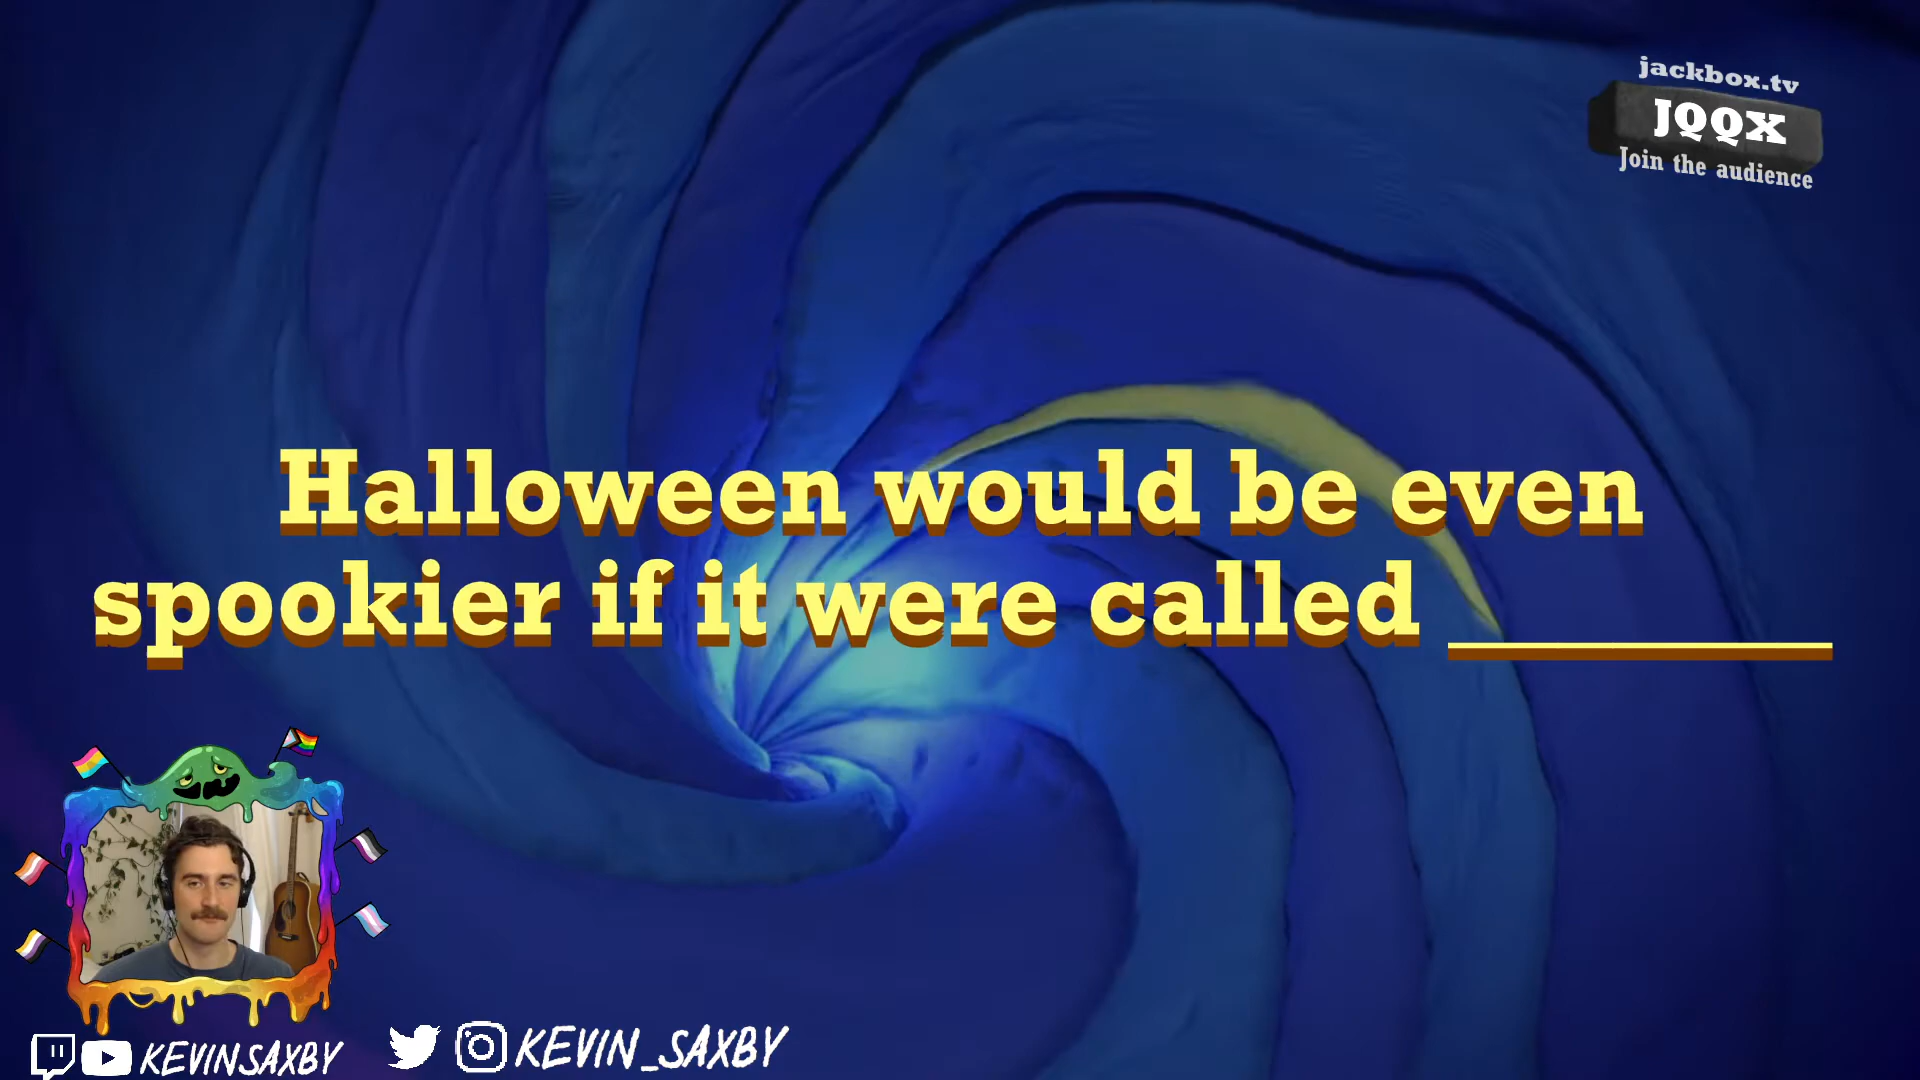 jackbox.tv
JQQX
Join the audience
Halloween would be even
spookier if it were called ________
KEVINSAXBY
KEVIN_SAXBY